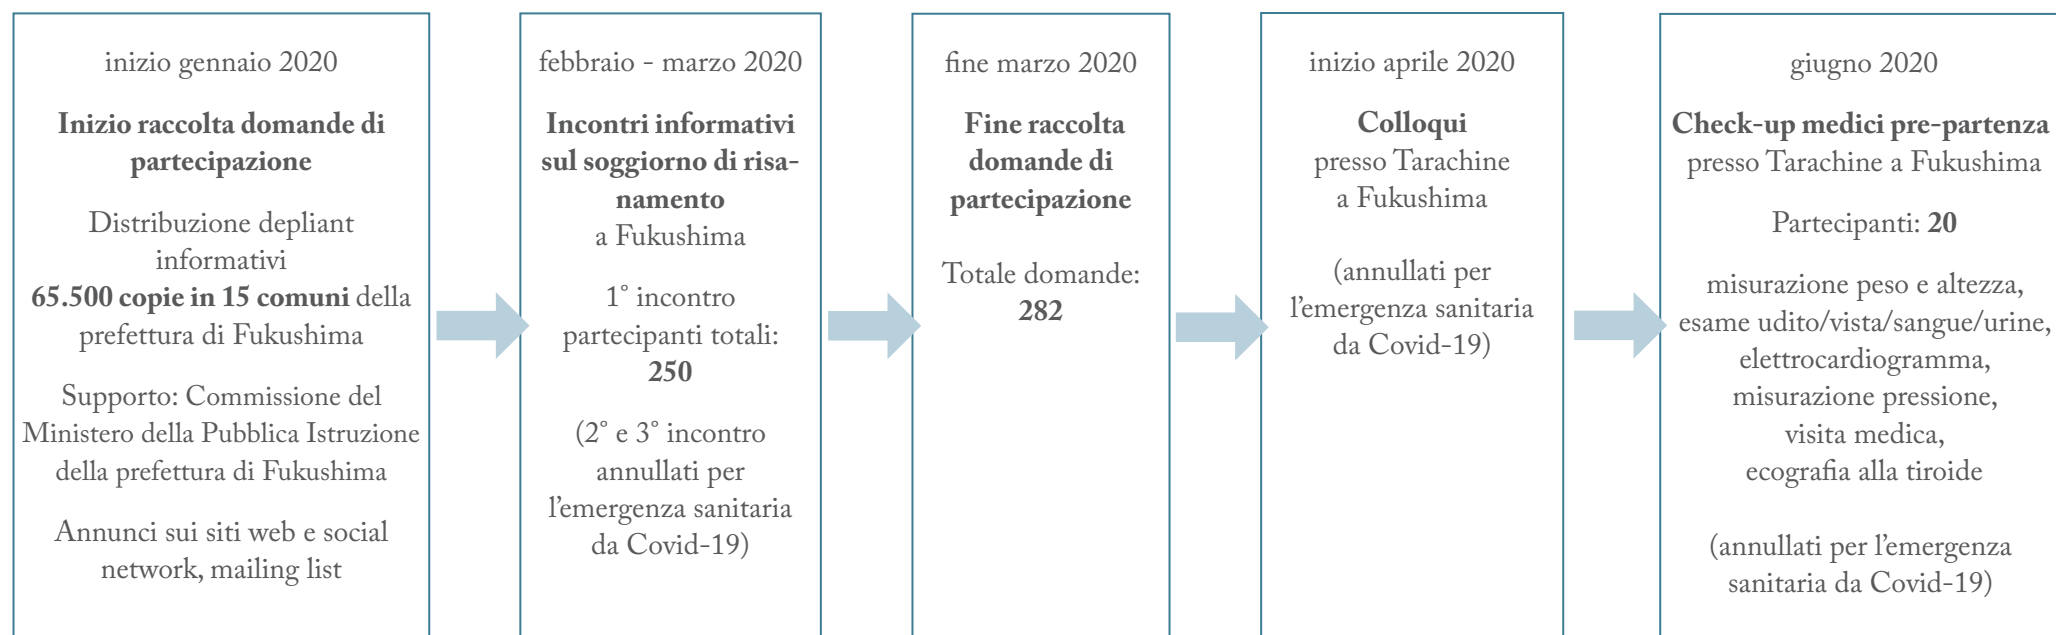 inizio gennaio 2020
Inizio raccolta domande di
partecipazione
Distribuzione depliant
informativi
65.500 copie in 15 comuni della
prefettura di Fukushima
Supporto: Commissione del
Ministero della Pubblica Istruzione
della prefettura di Fukushima
Annunci sui siti web e social
network, mailing list
febbraio - marzo 2020
Incontri informativi
sul soggiorno di risa-
namento
a Fukushima
1° incontro
partecipanti totali:
250
(2° e 3° incontro
annullati per
l’emergenza sanitaria
da Covid-19)
fine marzo 2020
Fine raccolta
domande di
partecipazione
Totale domande:
282
inizio aprile 2020
Colloqui
presso Tarachine
a Fukushima
(annullati per
l’emergenza sanitaria
da Covid-19)
giugno 2020
Check-up medici pre-partenza
presso Tarachine a Fukushima
Partecipanti: 20
misurazione peso e altezza,
esame udito/vista/sangue/urine,
elettrocardiogramma,
misurazione pressione,
visita medica,
ecografia alla tiroide
(annullati per l’emergenza
sanitaria da Covid-19)